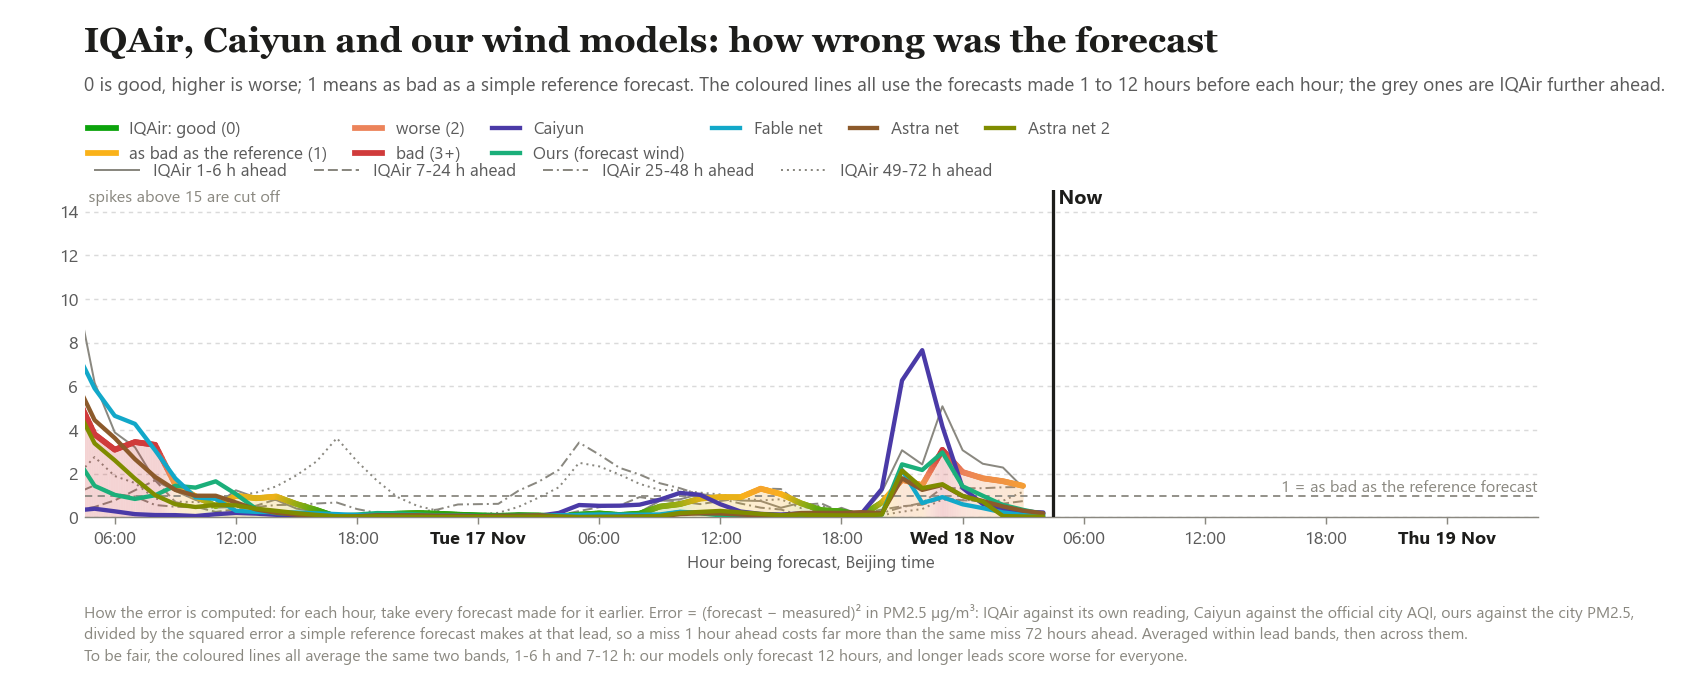 IQAir, Caiyun and our wind models: how wrong was the forecast
0 is good, higher is worse; 1 means as bad as a simple reference forecast. The coloured lines all use the forecasts made 1 to 12 hours before each hour; the grey ones are IQAir further ahead.
IQAir: good (0) worse (2) Caiyun Fable net Astra net Astra net 2
as bad as the reference (1) bad (3+) Ours (forecast wind)
IQAir 1-6 h ahead IQAir 7-24 h ahead IQAir 25-48 h ahead IQAir 49-72 h ahead
spikes above 15 are cut off
Now
14
12
10
8
6
4
2
0
1 = as bad as the reference forecast
06:00 12:00 18:00 Tue 17 Nov 06:00 12:00 18:00 Wed 18 Nov 06:00 12:00 18:00 Thu 19 Nov
Hour being forecast, Beijing time
How the error is computed: for each hour, take every forecast made for it earlier. Error = (forecast − measured)² in PM2.5 µg/m³: IQAir against its own reading, Caiyun against the official city AQI, ours against the city PM2.5,
divided by the squared error a simple reference forecast makes at that lead, so a miss 1 hour ahead costs far more than the same miss 72 hours ahead. Averaged within lead bands, then across them.
To be fair, the coloured lines all average the same two bands, 1-6 h and 7-12 h: our models only forecast 12 hours, and longer leads score worse for everyone.